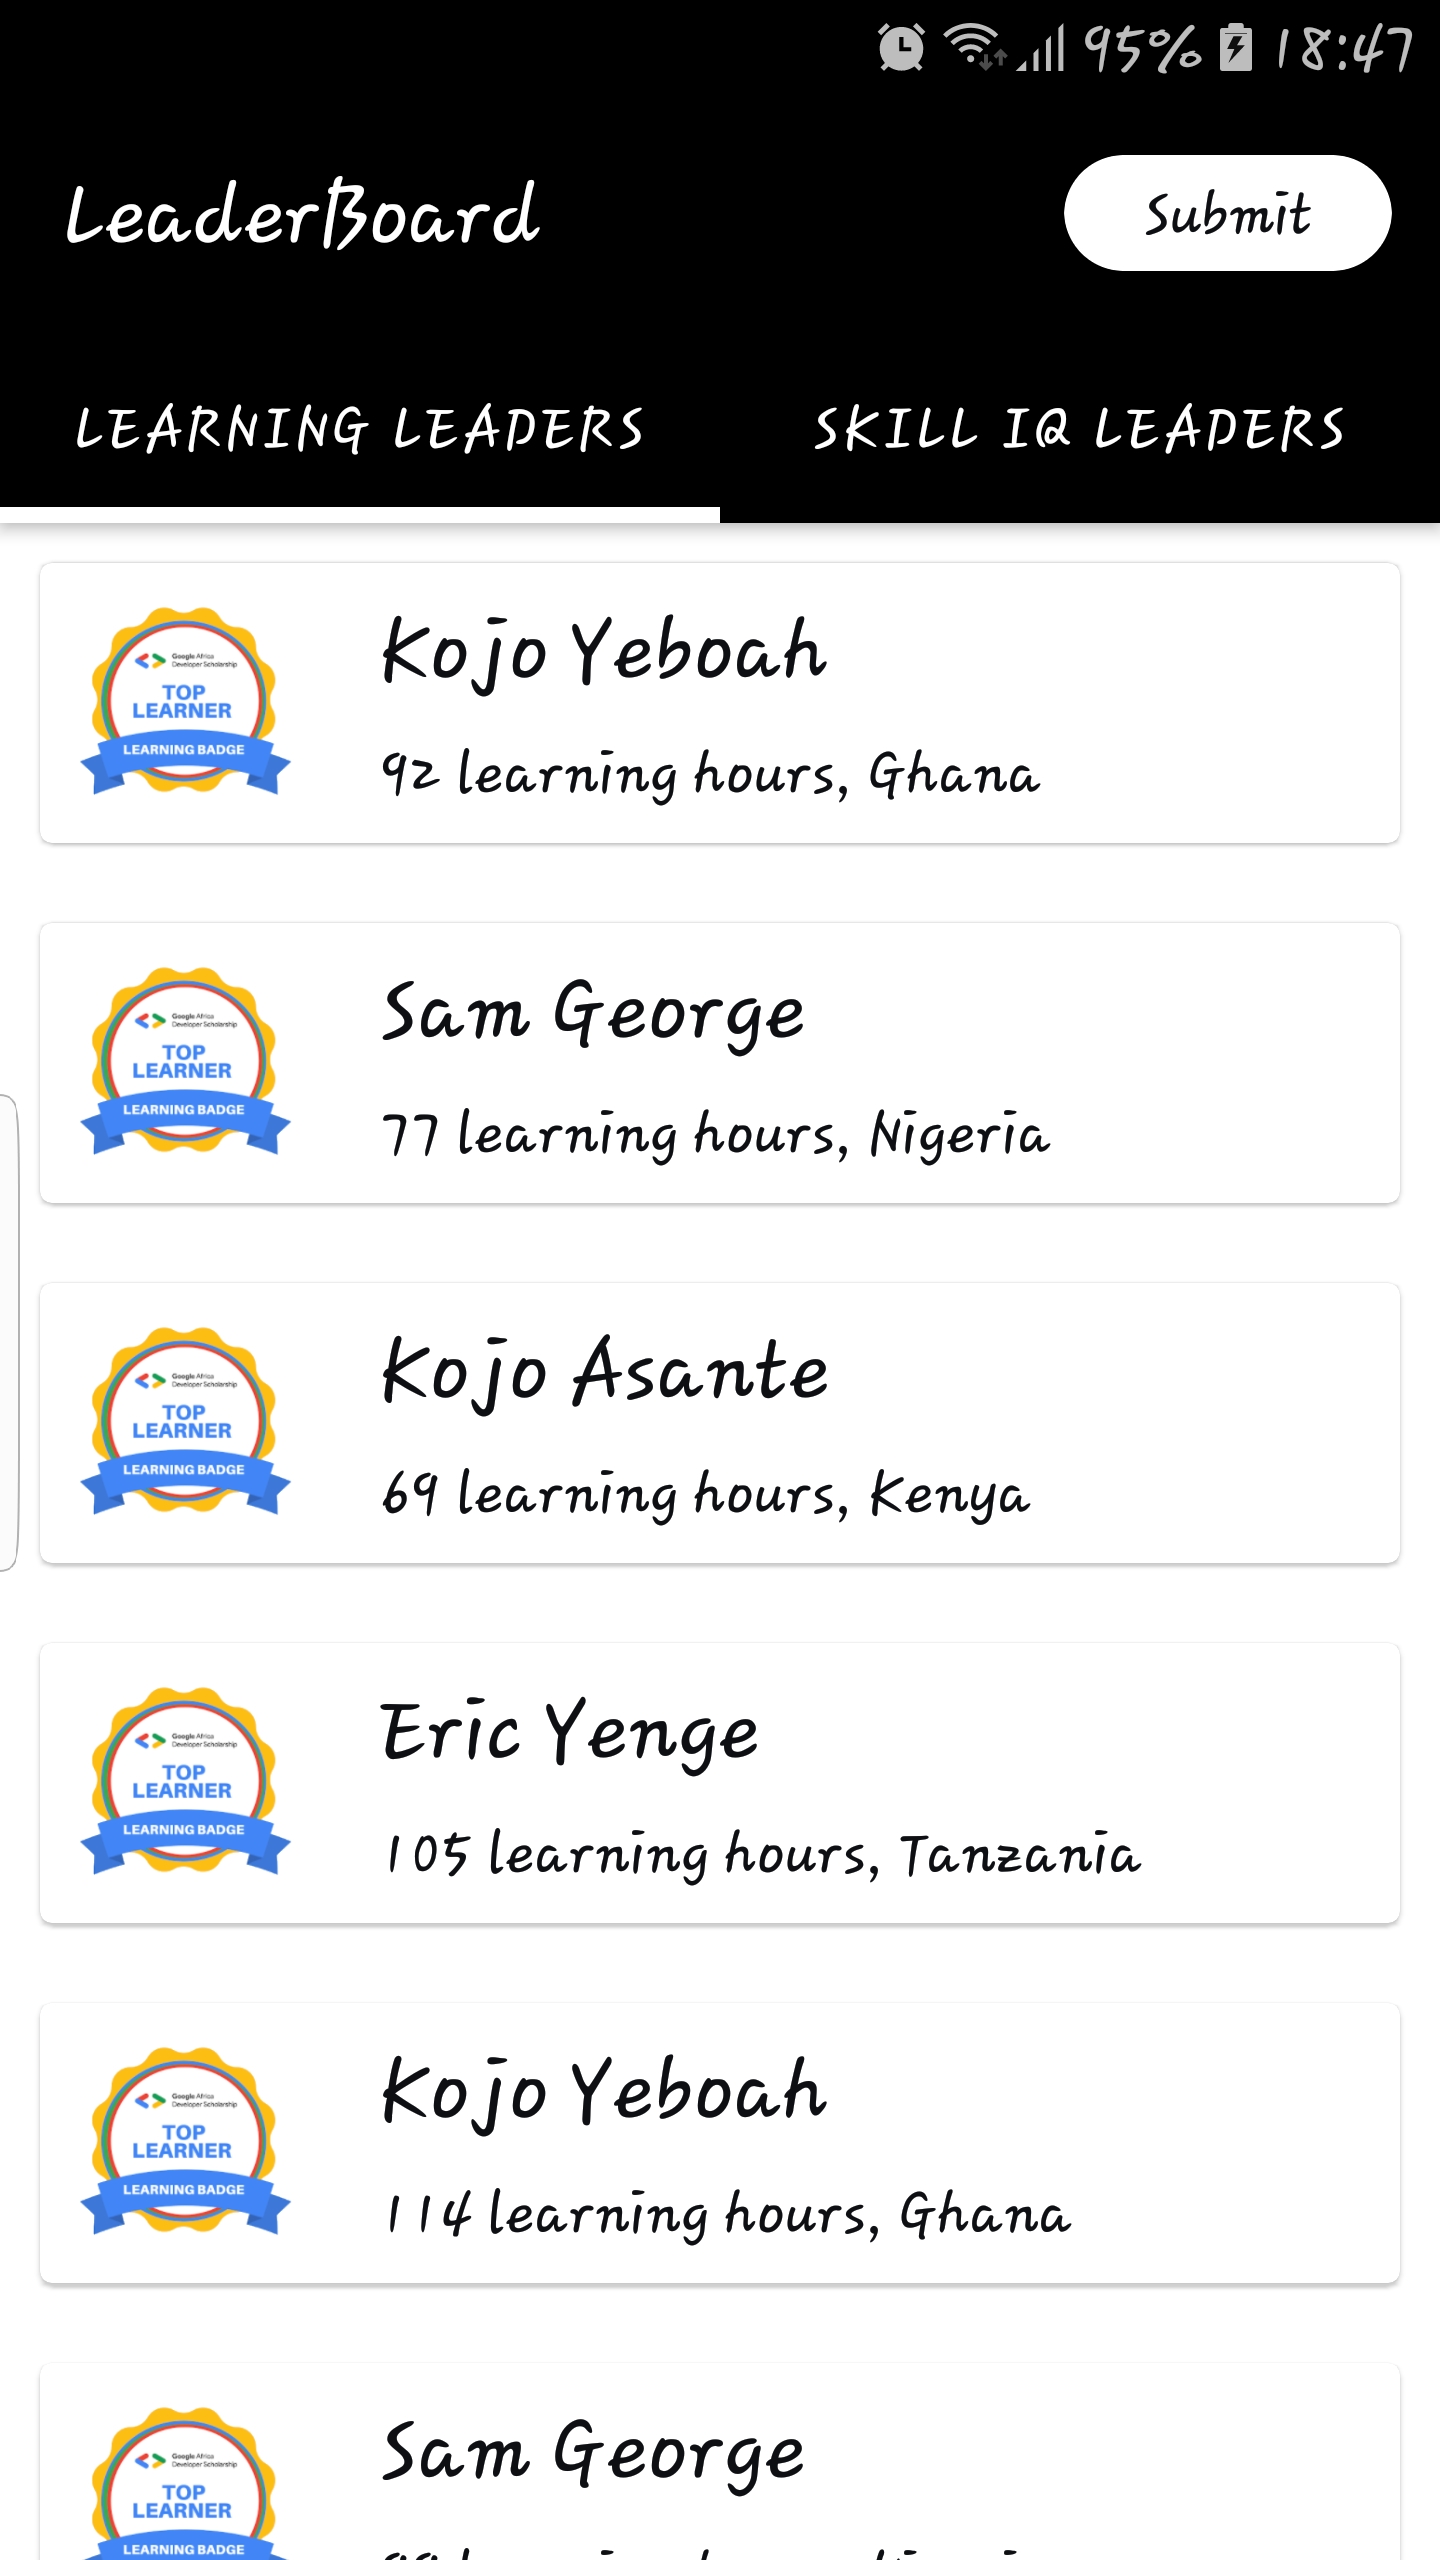 95% 18:47
LeaderBoard
Submit
LEARNING LEADERS
SKILL IQ LEADERS
Google Africa
Developer Scholarship
TOP
LEARNER
LEARNING BADGE
Kojo Yeboah
92 learning hours, Ghana
Google Africa
Developer Scholarship
TOP
LEARNER
LEARNING BADGE
Sam George
77 learning hours, Nigeria
Google Africa
Developer Scholarship
TOP
LEARNER
LEARNING BADGE
Kojo Asante
69 learning hours, Kenya
Google Africa
Developer Scholarship
TOP
LEARNER
LEARNING BADGE
Eric Yenge
105 learning hours, Tanzania
Google Africa
Developer Scholarship
TOP
LEARNER
LEARNING BADGE
Kojo Yeboah
114 learning hours, Ghana
Google Africa
Developer Scholarship
TOP
LEARNER
LEARNING BADGE
Sam George